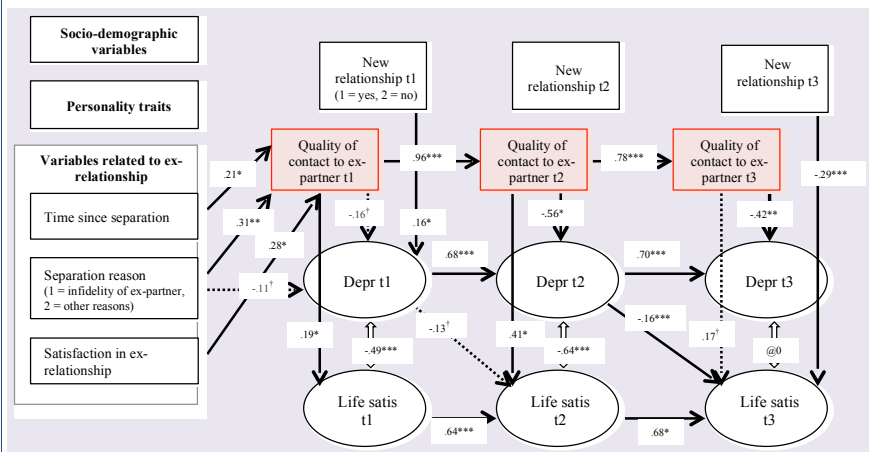 Socio-demographic
variables
Personality traits
Variables related to ex-
relationship
Time since separation
Separation reason
(1 = infidelity of ex-partner,
2 = other reasons)
Satisfaction in ex-
relationship
New
relationship t1
(1 = yes, 2 = no)
New
relationship t2
New
relationship t3
Quality of
contact to ex-
partner t1
Quality of
contact to ex-
partner t2
Quality of
contact to ex-
partner t3
.21*
.96***
.78***
-.29***
.31**
.28*
-.16†
.16*
-.56*
-.42**
-.11†
Depr t1
.68***
Depr t2
.70***
Depr t3
.19*
-.49***
-.13†
.41*
-.64***
-.16***
.17†
@0
Life satis
t1
.64***
Life satis
t2
.68*
Life satis
t3